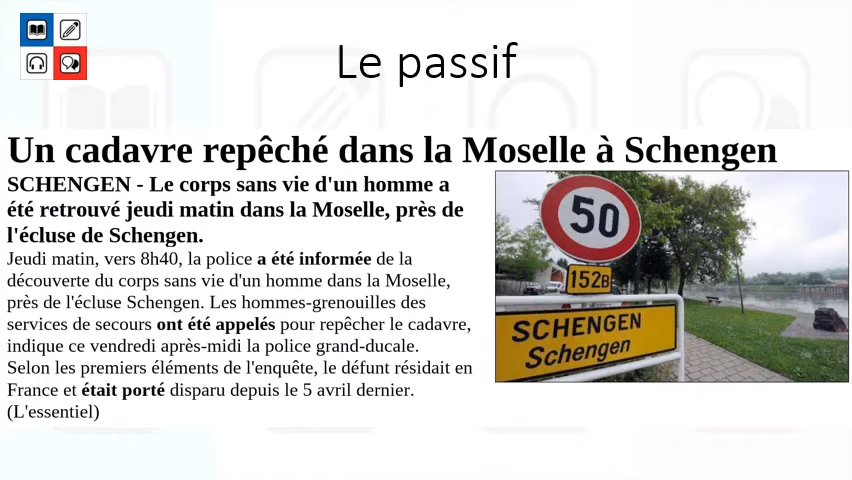 Le passif
Un cadavre repêché dans la Moselle à Schengen
SCHENGEN - Le corps sans vie d'un homme a
été retrouvé jeudi matin dans la Moselle, près de
l'écluse de Schengen.
Jeudi matin, vers 8h40, la police a été informée de la
découverte du corps sans vie d'un homme dans la Moselle,
près de l'écluse Schengen. Les hommes-grenouilles des
services de secours ont été appelés pour repêcher le cadavre,
indique ce vendredi après-midi la police grand-ducale.
Selon les premiers éléments de l'enquête, le défunt résidait en
France et était porté disparu depuis le 5 avril dernier.
(L'essentiel)
50
152B
SCHENGEN
Schengen